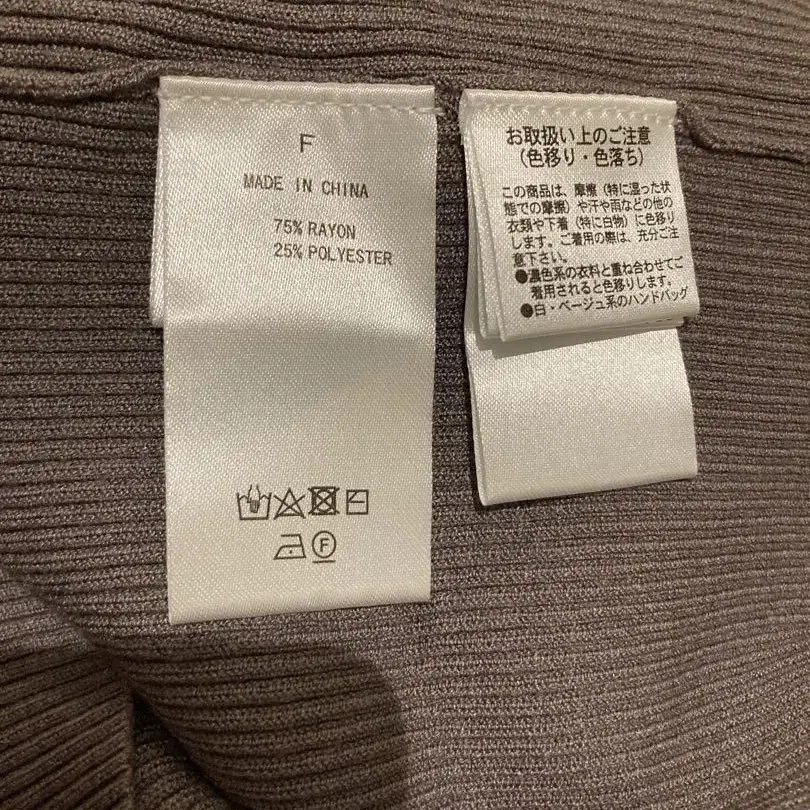 F
MADE IN CHINA
75% RAYON
25% POLYESTER
F
お取扱い上のご注意
(色移り・色落ち)
この商品は、摩擦(特に湿った状
態での摩擦)や汗や雨などの他の
衣類や下着(特に白物)に色移り
します。ご着用の際は、充分ご注
意下さい。
●濃色系の衣料と重ね合わせてご
着用されると色移りします。
●白・ベージュ系のハンドバッグ